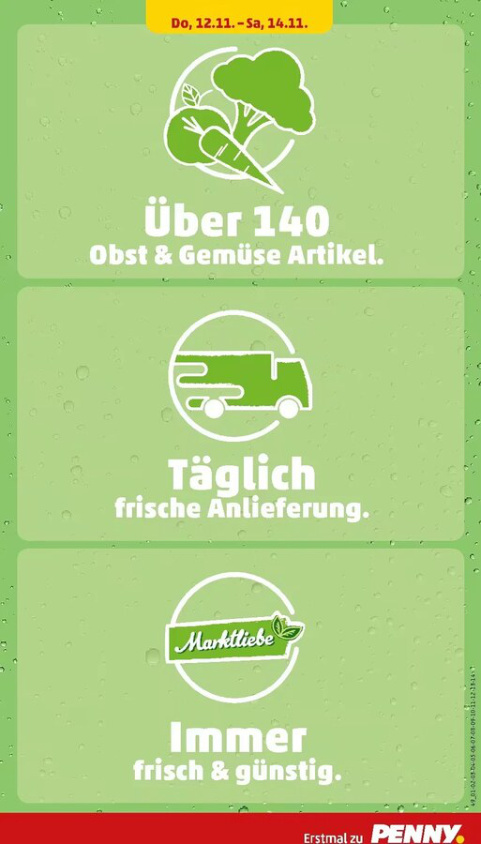 Do, 12.11. – Sa, 14.11.
Über 140
Obst & Gemüse Artikel.
Täglich
frische Anlieferung.
Marktliebe
Immer
frisch & günstig.
Erstmal zu PENNY.